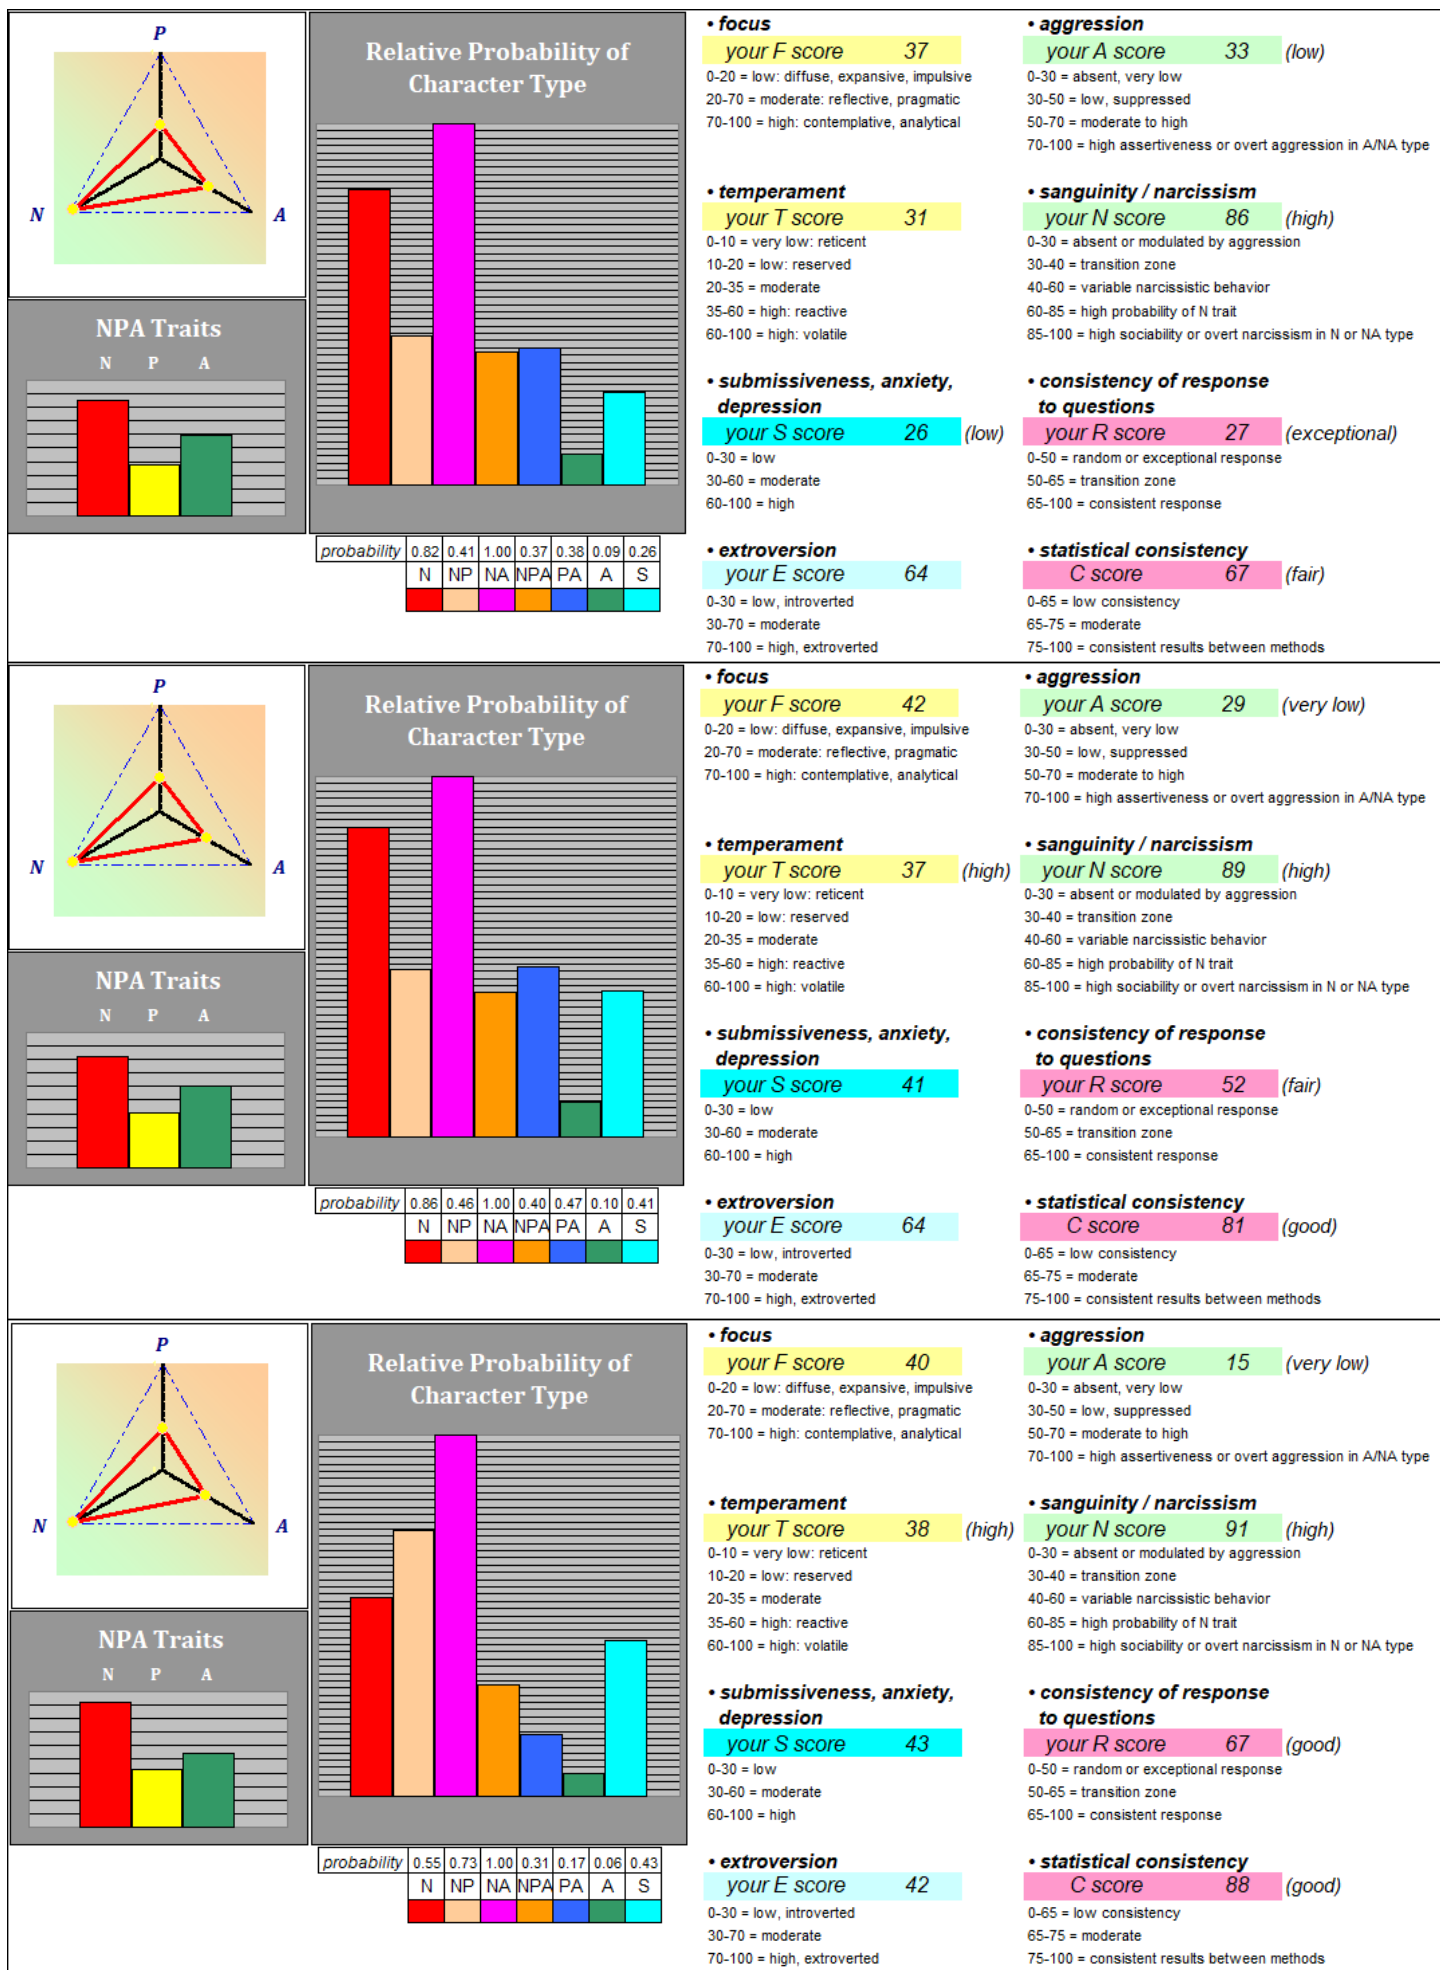 P
N
A
NPA Traits
N P A
Relative Probability of
Character Type
probability 0.82 0.41 1.00 0.37 0.38 0.09 0.26
N NP NA NPA PA A S
• focus
your F score 37
0-20 = low: diffuse, expansive, impulsive
20-70 = moderate: reflective, pragmatic
70-100 = high: contemplative, analytical
• temperament
your T score 31
0-10 = very low: reticent
10-20 = low: reserved
20-35 = moderate
35-60 = high: reactive
60-100 = high: volatile
• submissiveness, anxiety,
depression
your S score 26 (low)
0-30 = low
30-60 = moderate
60-100 = high
• extroversion
your E score 64
0-30 = low, introverted
30-70 = moderate
70-100 = high, extroverted
• aggression
your A score 33 (low)
0-30 = absent, very low
30-50 = low, suppressed
50-70 = moderate to high
70-100 = high assertiveness or overt aggression in A/NA type
• sanguinity / narcissism
your N score 86 (high)
0-30 = absent or modulated by aggression
30-40 = transition zone
40-60 = variable narcissistic behavior
60-85 = high probability of N trait
85-100 = high sociability or overt narcissism in N or NA type
• consistency of response
to questions
your R score 27 (exceptional)
0-50 = random or exceptional response
50-65 = transition zone
65-100 = consistent response
• statistical consistency
C score 67 (fair)
0-65 = low consistency
65-75 = moderate
75-100 = consistent results between methods
P
N
A
NPA Traits
N P A
Relative Probability of
Character Type
probability 0.86 0.46 1.00 0.40 0.47 0.10 0.41
N NP NA NPA PA A S
• focus
your F score 42
0-20 = low: diffuse, expansive, impulsive
20-70 = moderate: reflective, pragmatic
70-100 = high: contemplative, analytical
• temperament
your T score 37 (high)
0-10 = very low: reticent
10-20 = low: reserved
20-35 = moderate
35-60 = high: reactive
60-100 = high: volatile
• submissiveness, anxiety,
depression
your S score 41
0-30 = low
30-60 = moderate
60-100 = high
• extroversion
your E score 64
0-30 = low, introverted
30-70 = moderate
70-100 = high, extroverted
• aggression
your A score 29 (very low)
0-30 = absent, very low
30-50 = low, suppressed
50-70 = moderate to high
70-100 = high assertiveness or overt aggression in A/NA type
• sanguinity / narcissism
your N score 89 (high)
0-30 = absent or modulated by aggression
30-40 = transition zone
40-60 = variable narcissistic behavior
60-85 = high probability of N trait
85-100 = high sociability or overt narcissism in N or NA type
• consistency of response
to questions
your R score 52 (fair)
0-50 = random or exceptional response
50-65 = transition zone
65-100 = consistent response
• statistical consistency
C score 81 (good)
0-65 = low consistency
65-75 = moderate
75-100 = consistent results between methods
P
N
A
NPA Traits
N P A
Relative Probability of
Character Type
probability 0.55 0.73 1.00 0.31 0.17 0.06 0.43
N NP NA NPA PA A S
• focus
your F score 40
0-20 = low: diffuse, expansive, impulsive
20-70 = moderate: reflective, pragmatic
70-100 = high: contemplative, analytical
• temperament
your T score 38 (high)
0-10 = very low: reticent
10-20 = low: reserved
20-35 = moderate
35-60 = high: reactive
60-100 = high: volatile
• submissiveness, anxiety,
depression
your S score 43
0-30 = low
30-60 = moderate
60-100 = high
• extroversion
your E score 42
0-30 = low, introverted
30-70 = moderate
70-100 = high, extroverted
• aggression
your A score 15 (very low)
0-30 = absent, very low
30-50 = low, suppressed
50-70 = moderate to high
70-100 = high assertiveness or overt aggression in A/NA type
• sanguinity / narcissism
your N score 91 (high)
0-30 = absent or modulated by aggression
30-40 = transition zone
40-60 = variable narcissistic behavior
60-85 = high probability of N trait
85-100 = high sociability or overt narcissism in N or NA type
• consistency of response
to questions
your R score 67 (good)
0-50 = random or exceptional response
50-65 = transition zone
65-100 = consistent response
• statistical consistency
C score 88 (good)
0-65 = low consistency
65-75 = moderate
75-100 = consistent results between methods